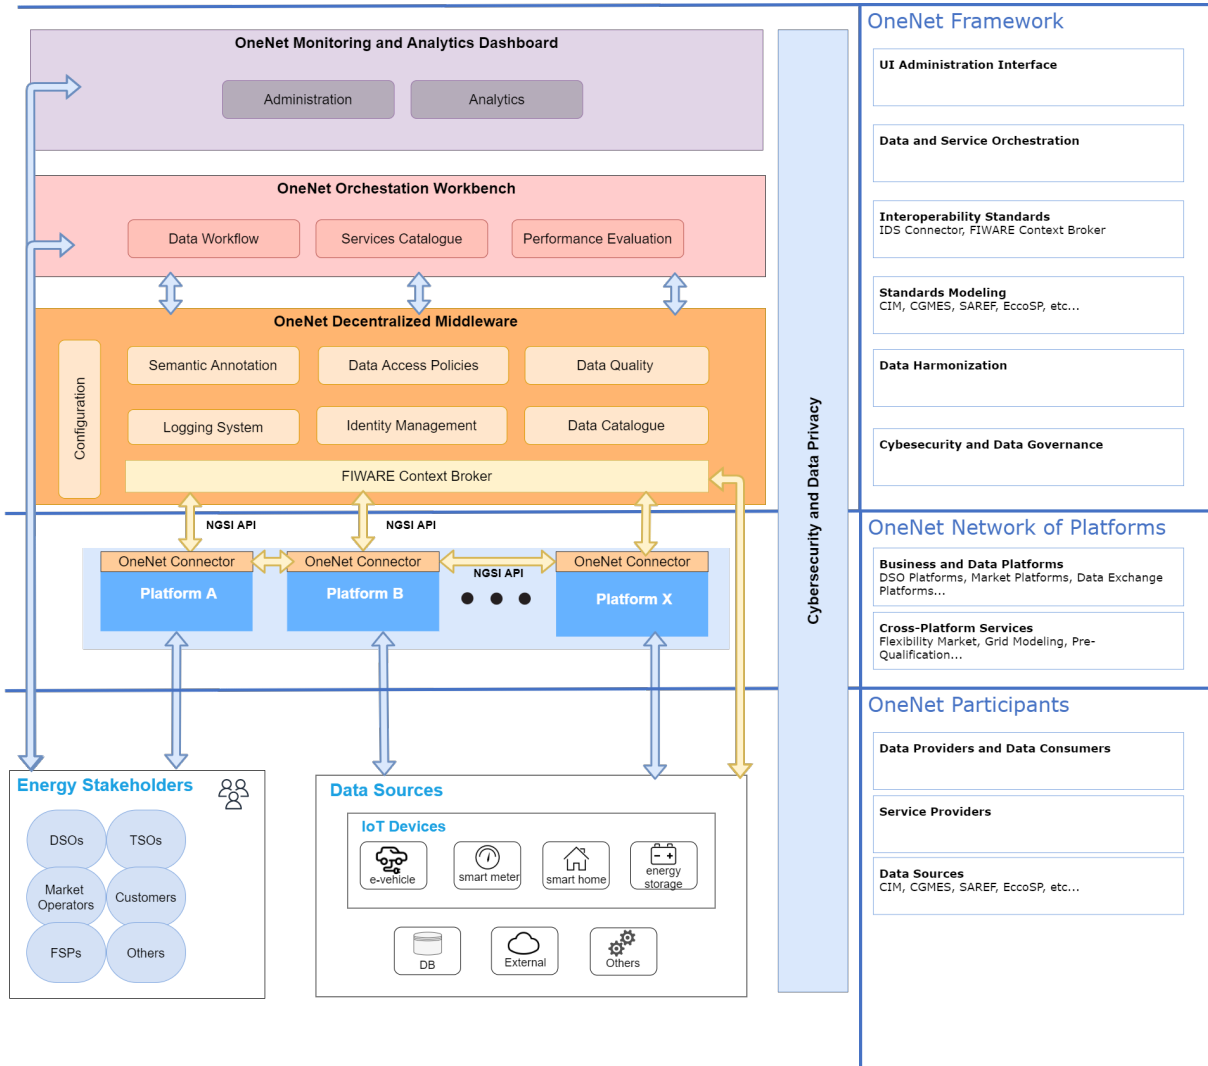 OneNet Monitoring and Analytics Dashboard
Administration
Analytics
OneNet Orchestation Workbench
Data Workflow
Services Catalogue
Performance Evaluation
OneNet Decentralized Middleware
Configuration
Semantic Annotation
Data Access Policies
Data Quality
Logging System
Identity Management
Data Catalogue
FIWARE Context Broker
NGSI API
NGSI API
OneNet Connector
OneNet Connector
OneNet Connector
NGSI API
Platform A
Platform B
Platform X
Cybersecurity and Data Privacy
Energy Stakeholders
DSOs
TSOs
Market
Operators
Customers
FSPs
Others
Data Sources
IoT Devices
e-vehicle
smart meter
smart home
energy
storage
DB
External
Others
OneNet Framework
UI Administration Interface
Data and Service Orchestration
Interoperability Standards
IDS Connector, FIWARE Context Broker
Standards Modeling
CIM, CGMES, SAREF, EccoSP, etc...
Data Harmonization
Cybesecurity and Data Governance
OneNet Network of Platforms
Business and Data Platforms
DSO Platforms, Market Platforms, Data Exchange
Platforms...
Cross-Platform Services
Flexibility Market, Grid Modeling, Pre-
Qualification...
OneNet Participants
Data Providers and Data Consumers
Service Providers
Data Sources
CIM, CGMES, SAREF, EccoSP, etc...